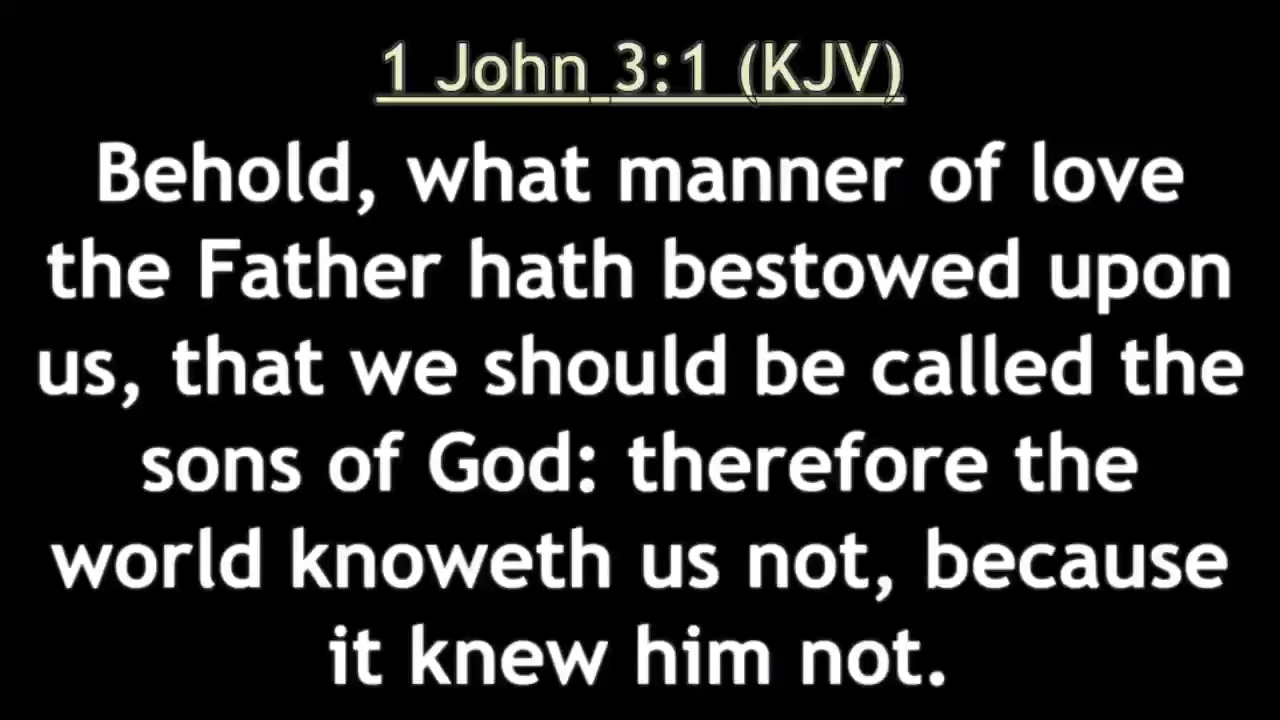 1 John 3:1 (KJV)
Behold, what manner of love
the Father hath bestowed upon
us, that we should be called the
sons of God: therefore the
world knoweth us not, because
it knew him not.